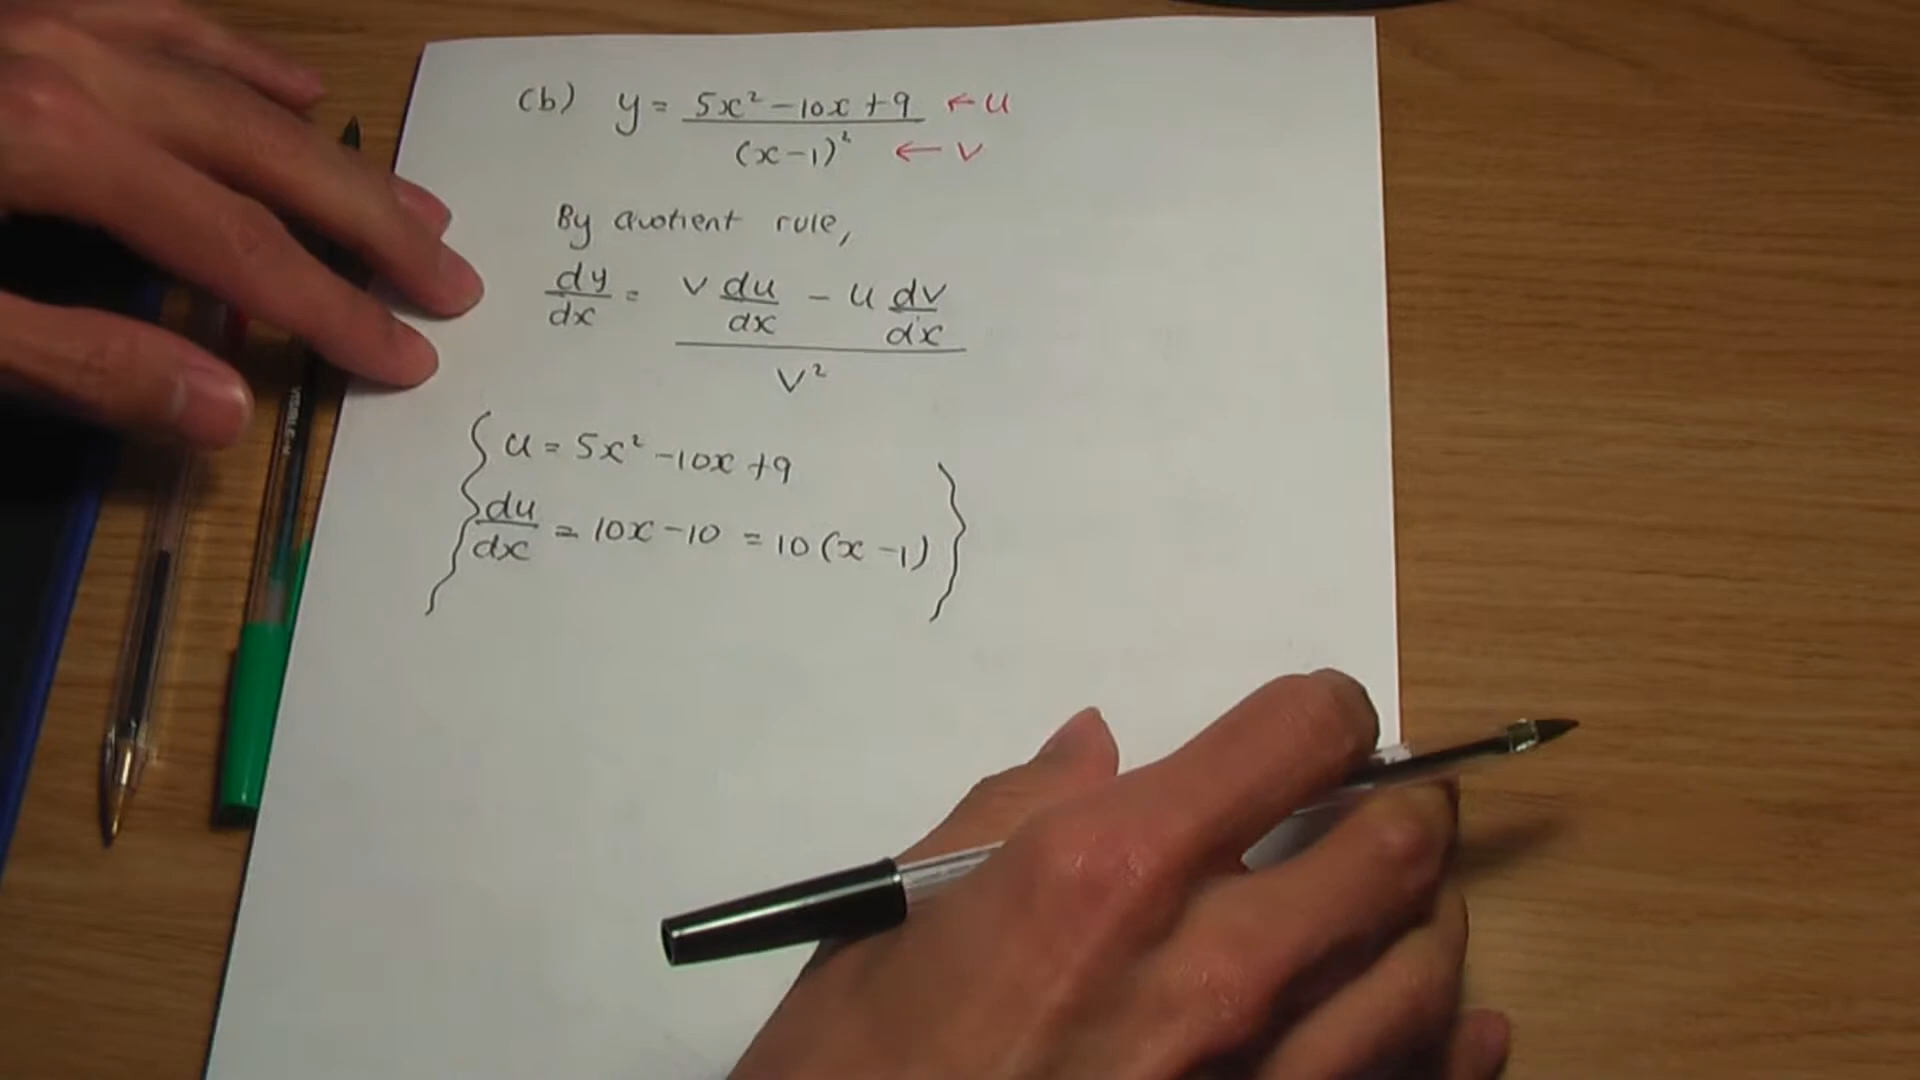 (b) y = 5x² - 10x + 9 ← u
(x - 1)² ← v
By quotient rule,
dy/dx = v du/dx - u dv/dx
v²
u = 5x² - 10x + 9
du/dx = 10x - 10 = 10(x - 1)